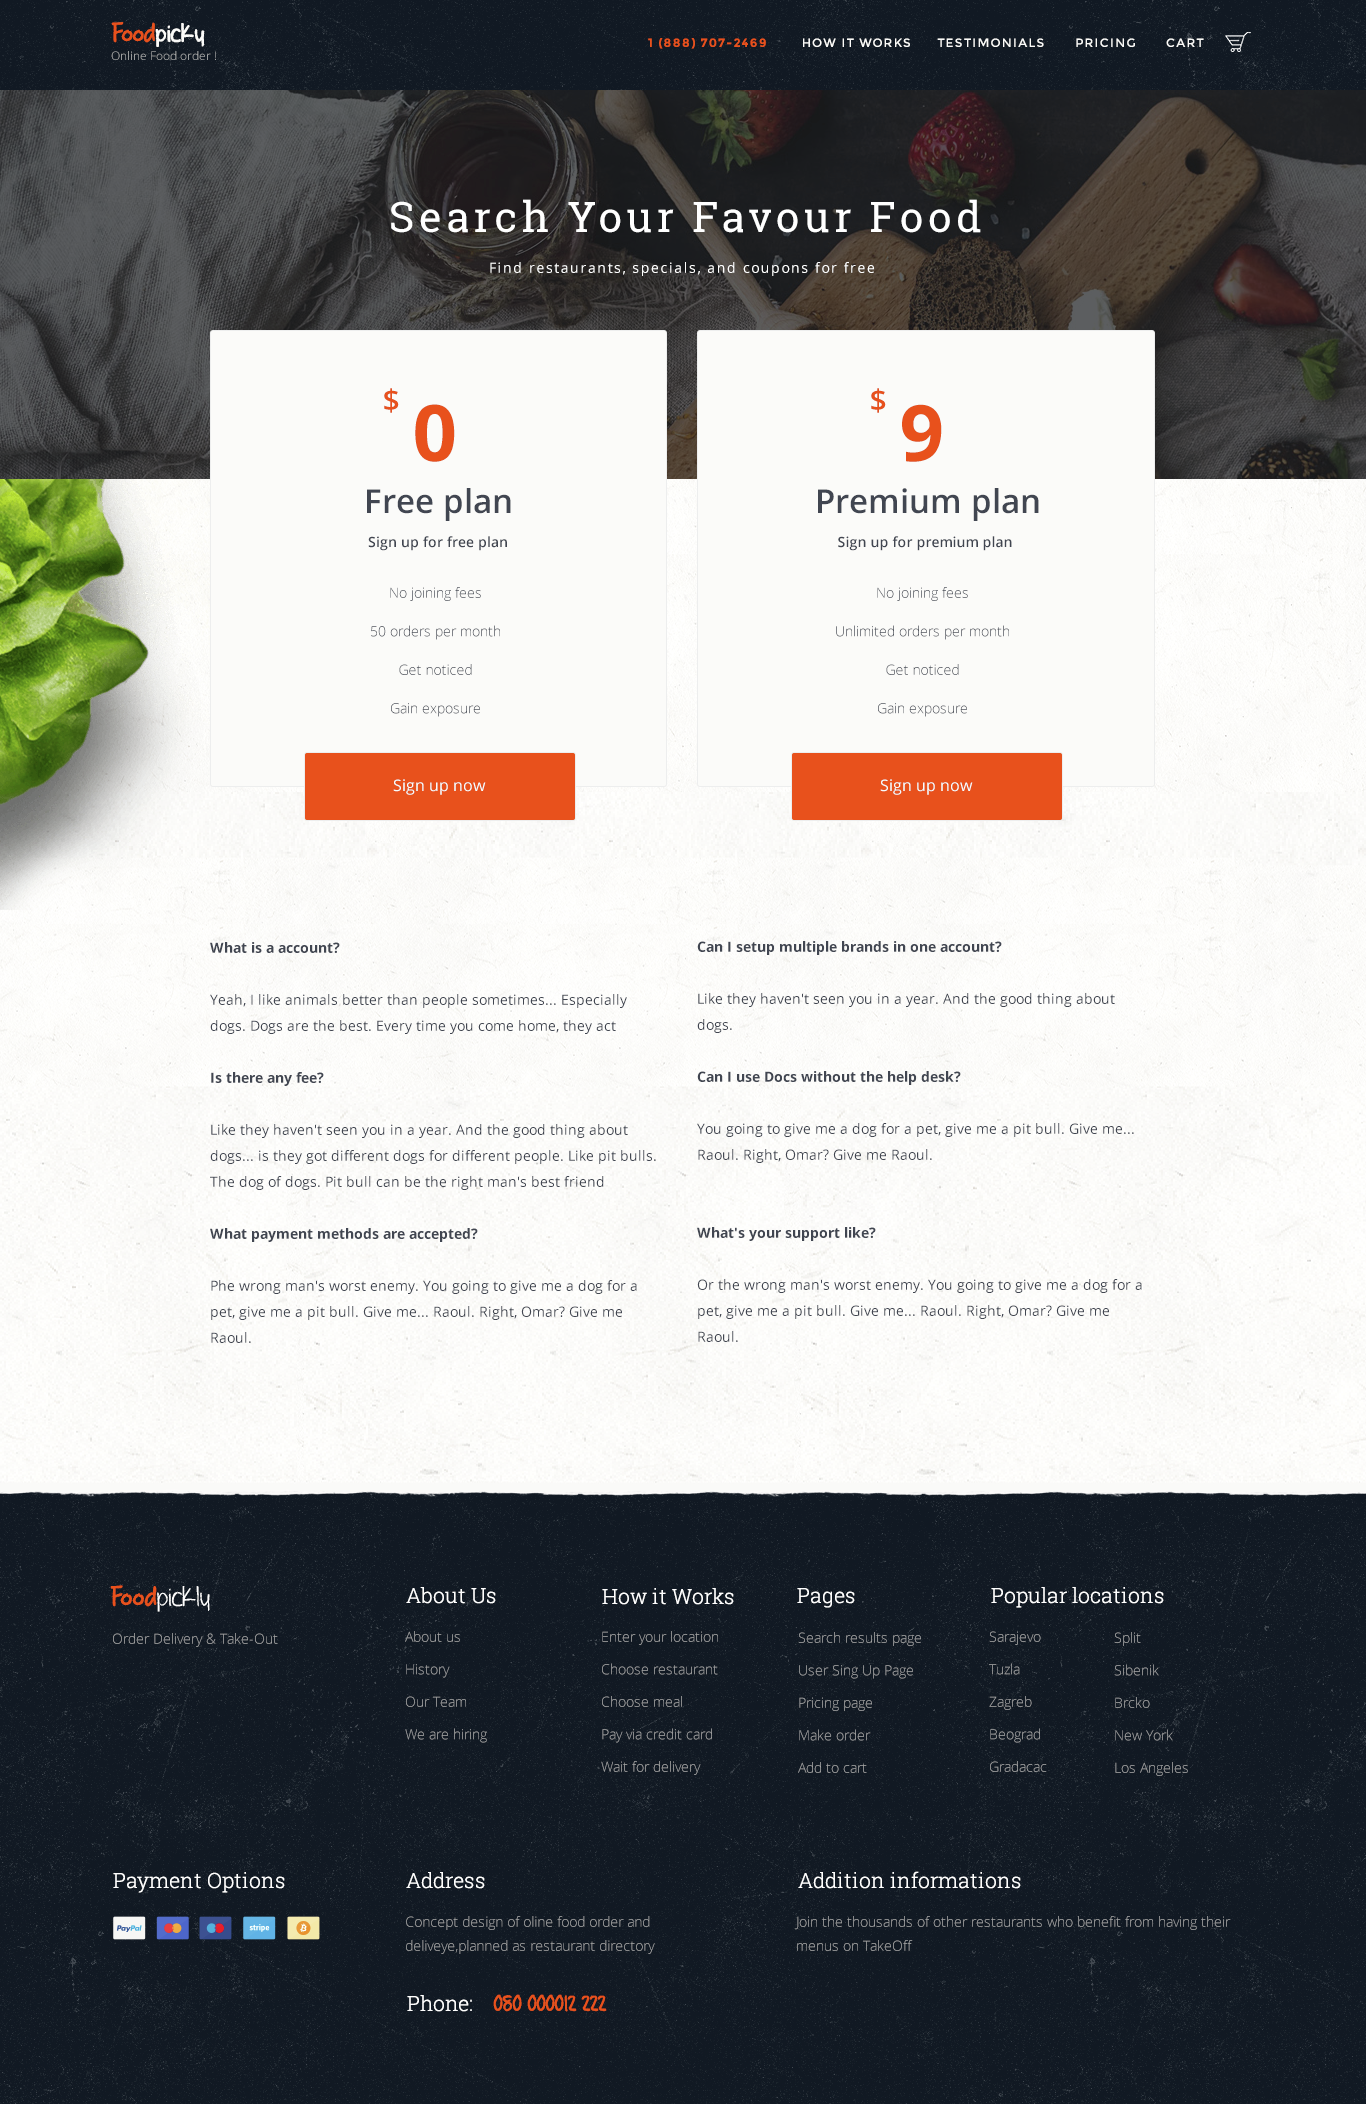 Foodpickly
Online Food order !
1 (888) 707-2469
HOW IT WORKS
TESTIMONIALS
PRICING
CART
Search Your Favour Food
Find restaurants, specials, and coupons for free
$ 0
Free plan
Sign up for free plan
No joining fees
50 orders per month
Get noticed
Gain exposure
Sign up now
$ 9
Premium plan
Sign up for premium plan
No joining fees
Unlimited orders per month
Get noticed
Gain exposure
Sign up now
What is a account?
Yeah, I like animals better than people sometimes... Especially
dogs. Dogs are the best. Every time you come home, they act
Is there any fee?
Like they haven't seen you in a year. And the good thing about
dogs... is they got different dogs for different people. Like pit bulls.
The dog of dogs. Pit bull can be the right man's best friend
What payment methods are accepted?
Phe wrong man's worst enemy. You going to give me a dog for a
pet, give me a pit bull. Give me... Raoul. Right, Omar? Give me
Raoul.
Can I setup multiple brands in one account?
Like they haven't seen you in a year. And the good thing about
dogs.
Can I use Docs without the help desk?
You going to give me a dog for a pet, give me a pit bull. Give me...
Raoul. Right, Omar? Give me Raoul.
What's your support like?
Or the wrong man's worst enemy. You going to give me a dog for a
pet, give me a pit bull. Give me... Raoul. Right, Omar? Give me
Raoul.
Foodpickly
Order Delivery & Take-Out
About Us
About us
History
Our Team
We are hiring
How it Works
Enter your location
Choose restaurant
Choose meal
Pay via credit card
Wait for delivery
Pages
Search results page
User Sing Up Page
Pricing page
Make order
Add to cart
Popular locations
Sarajevo
Tuzla
Zagreb
Beograd
Gradacac
Split
Sibenik
Brcko
New York
Los Angeles
Payment Options
PayPal
stripe
Address
Concept design of oline food order and
deliveye,planned as restaurant directory
Phone: 080 000012 222
Addition informations
Join the thousands of other restaurants who benefit from having their
menus on TakeOff